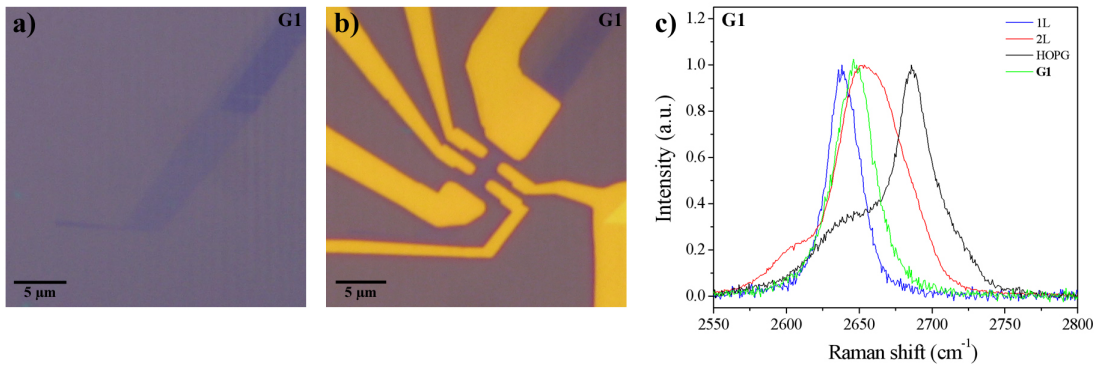 a)
G1
5 μm
b)
G1
5 μm
c)
G1
1L
2L
HOPG
G1
Intensity (a.u.)
1.2
1.0
0.8
0.6
0.4
0.2
0.0
2550
2600
2650
2700
2750
2800
Raman shift (cm⁻¹)